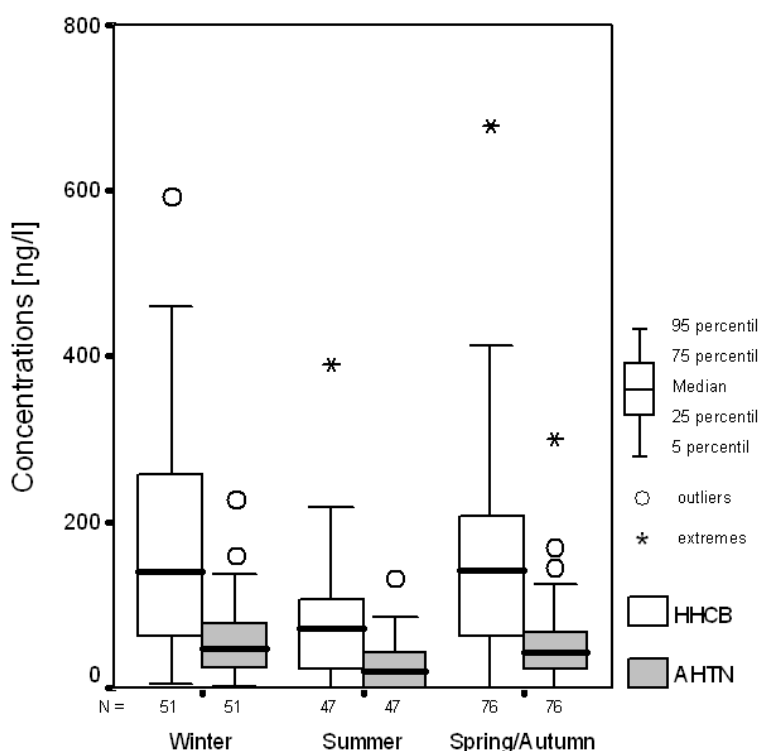 800
600
400
200
0
Concentrations [ng/l]
N = 51 51 47 47 76 76
Winter Summer Spring/Autumn
95 percentil
75 percentil
Median
25 percentil
5 percentil
outliers
extremes
HHCB
AHTN